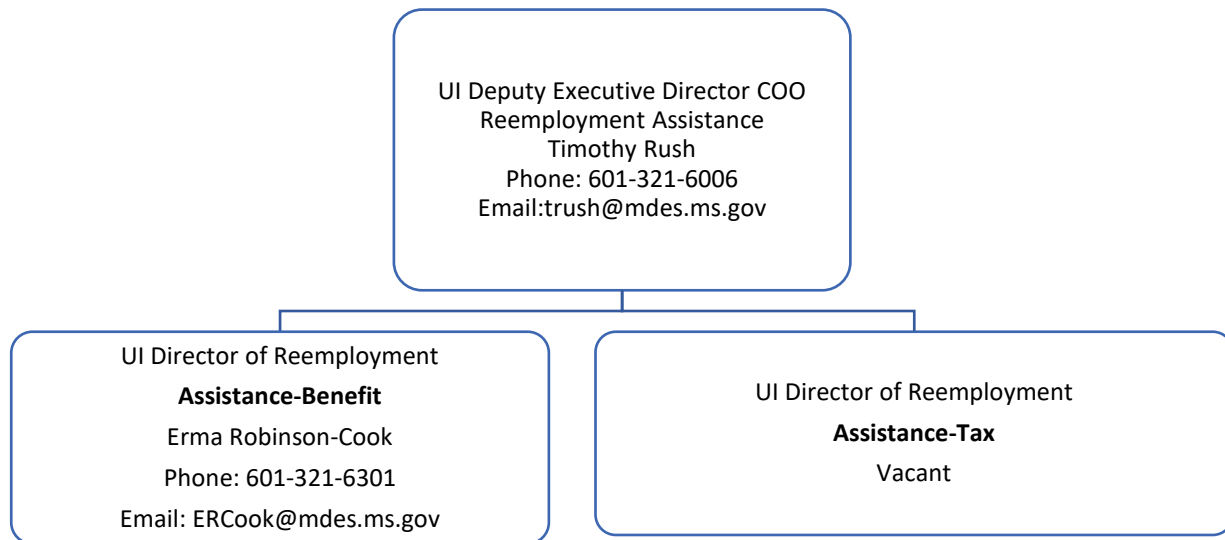 UI Deputy Executive Director COO
Reemployment Assistance
Timothy Rush
Phone: 601-321-6006
Email:trush@mdes.ms.gov
UI Director of Reemployment
Assistance-Benefit
Erma Robinson-Cook
Phone: 601-321-6301
Email: ERCook@mdes.ms.gov
UI Director of Reemployment
Assistance-Tax
Vacant